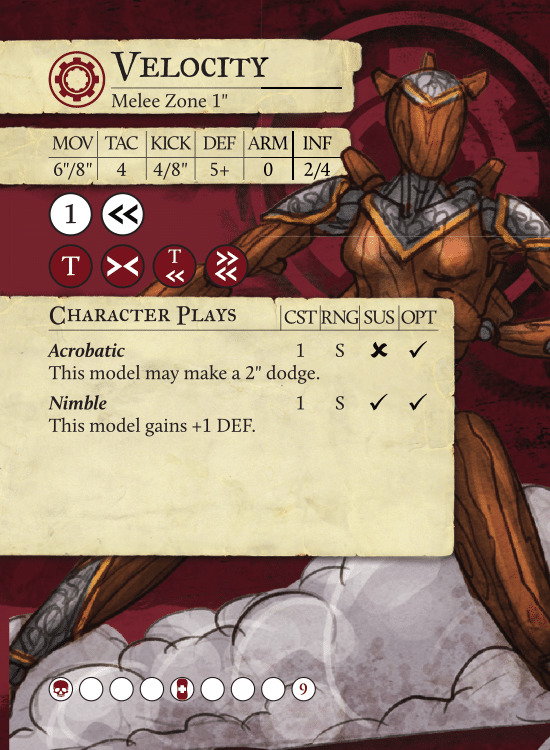 Velocity
Melee Zone 1"
MOV TAC KICK DEF ARM INF
6"/8" 4 4/8" 5+ 0 2/4
1 <<
T >< T << >> <<
Character Plays CST RNG SUS OPT
Acrobatic 1 S ✘ ✓
This model may make a 2" dodge.
Nimble 1 S ✓ ✓
This model gains +1 DEF.
9